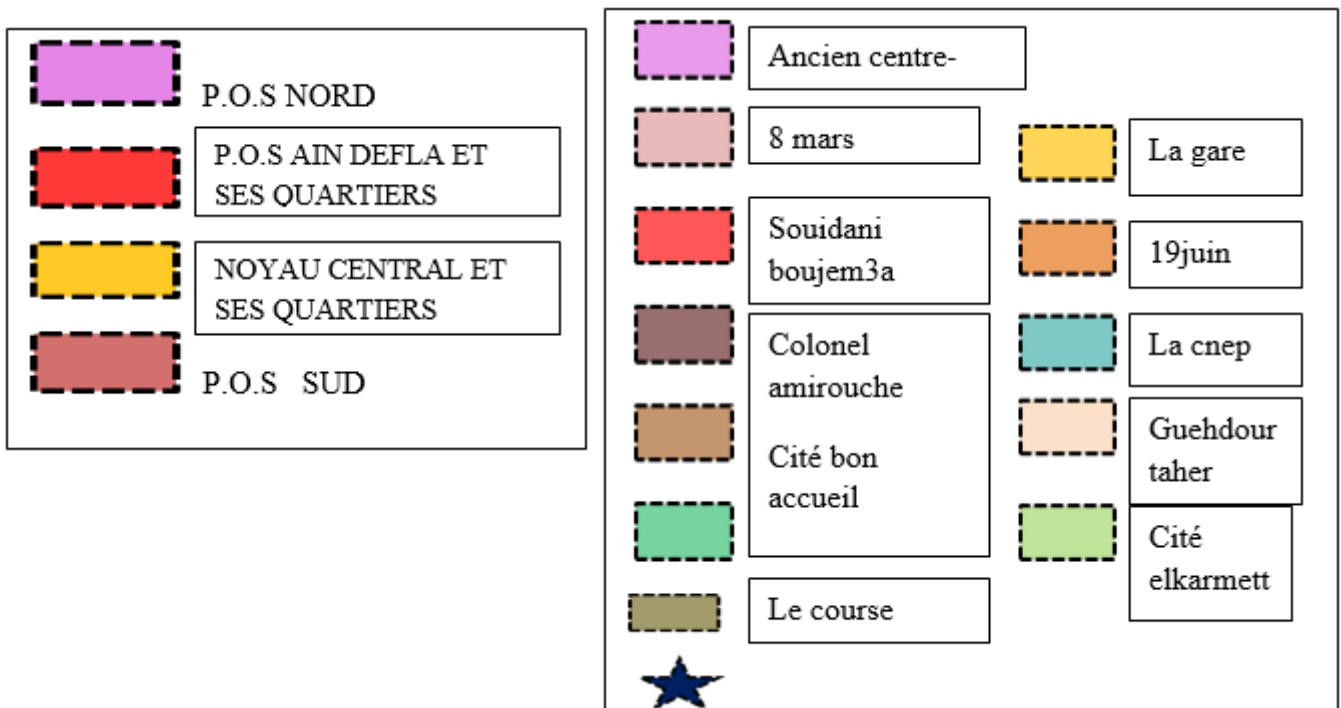 P.O.S NORD
P.O.S AIN DEFLA ET
SES QUARTIERS
NOYAU CENTRAL ET
SES QUARTIERS
P.O.S SUD
Ancien centre-
8 mars
Souidani
boujem3a
Colonel
amirouche
Cité bon
accueil
Le course
La gare
19juin
La cnep
Guehdour
taher
Cité
elkarmett